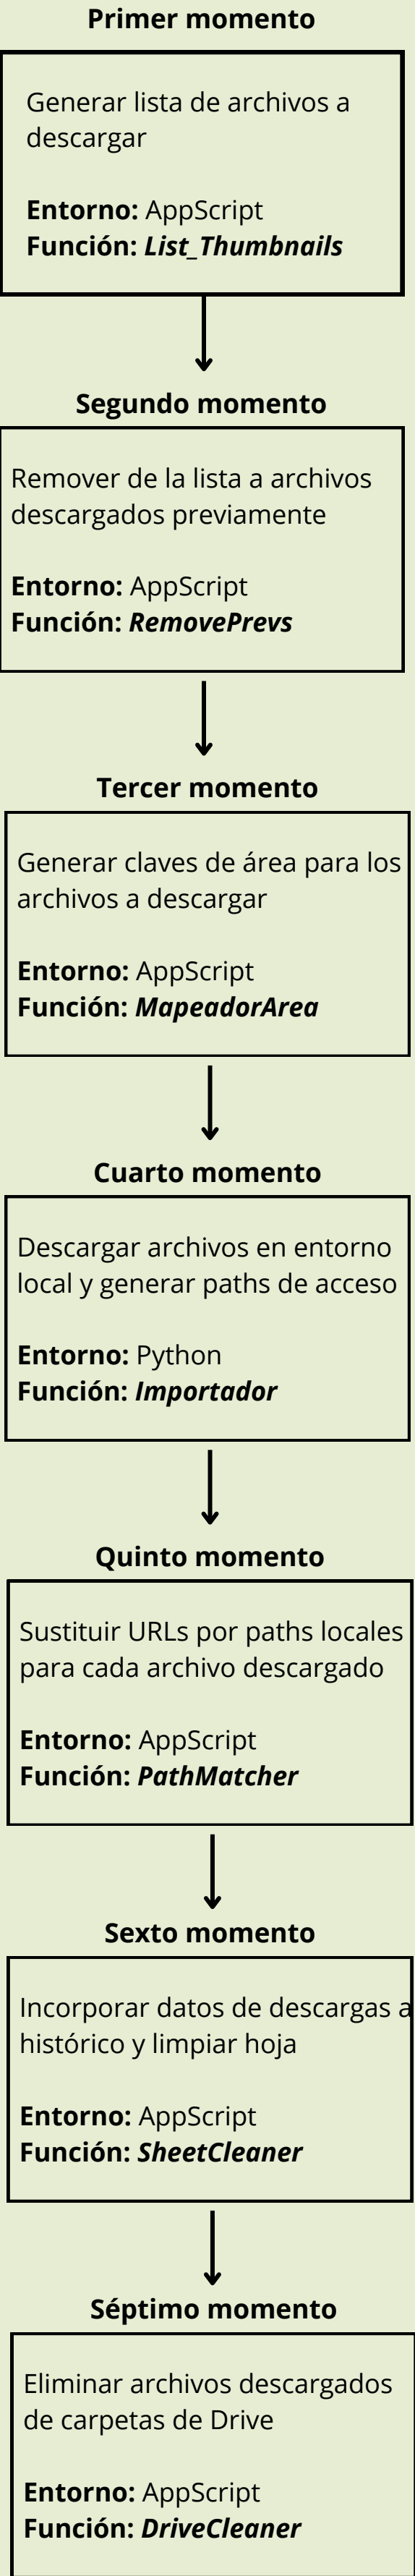 Primer momento
Generar lista de archivos a
descargar
Entorno: AppScript
Función: List_Thumbnails
Segundo momento
Remover de la lista a archivos
descargados previamente
Entorno: AppScript
Función: RemovePrevs
Tercer momento
Generar claves de área para los
archivos a descargar
Entorno: AppScript
Función: MapeadorArea
Cuarto momento
Descargar archivos en entorno
local y generar paths de acceso
Entorno: Python
Función: Importador
Quinto momento
Sustituir URLs por paths locales
para cada archivo descargado
Entorno: AppScript
Función: PathMatcher
Sexto momento
Incorporar datos de descargas a
histórico y limpiar hoja
Entorno: AppScript
Función: SheetCleaner
Séptimo momento
Eliminar archivos descargados
de carpetas de Drive
Entorno: AppScript
Función: DriveCleaner